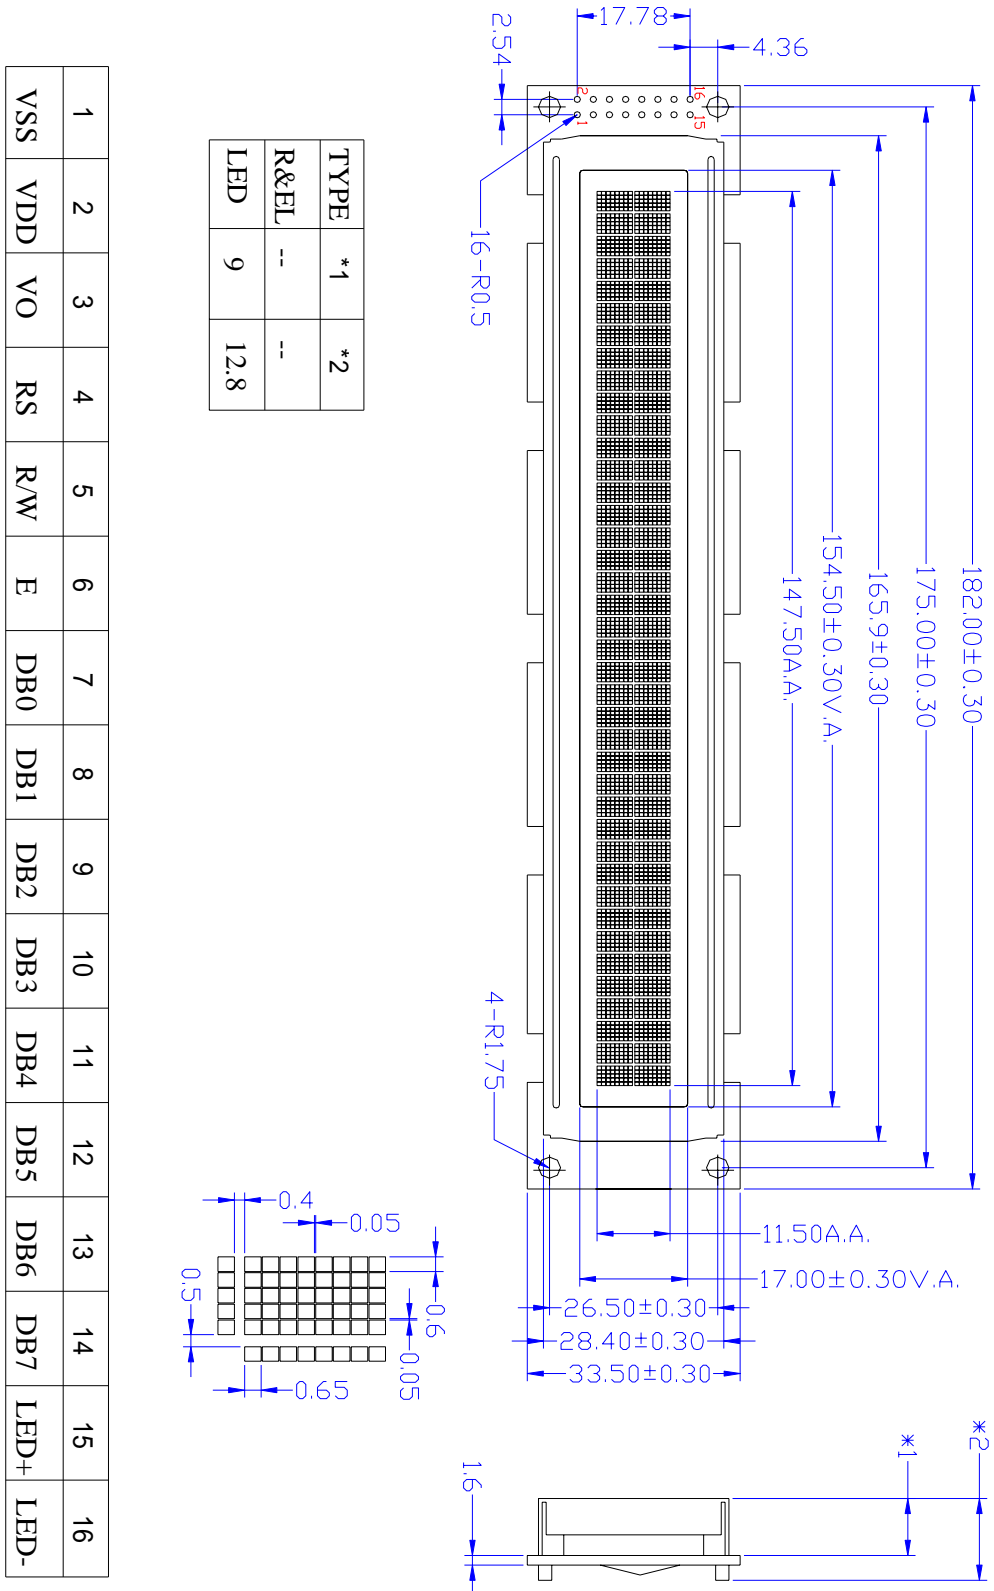 17.78
4.36
2.54
2
16
1
15
16-R0.5
182.00±0.30
175.00±0.30
165.9±0.30
154.50±0.30V.A.
147.50A.A.
4-R1.75
11.50A.A.
17.00±0.30V.A.
26.50±0.30
28.40±0.30
33.50±0.30
0.4
0.05
0.6
0.05
0.5
0.65
*1
*2
1.6
TYPE *1 *2
R&EL -- --
LED 9 12.8
1 2 3 4 5 6 7 8 9 10 11 12 13 14 15 16
VSS VDD VO RS R/W E DB0 DB1 DB2 DB3 DB4 DB5 DB6 DB7 LED+ LED-